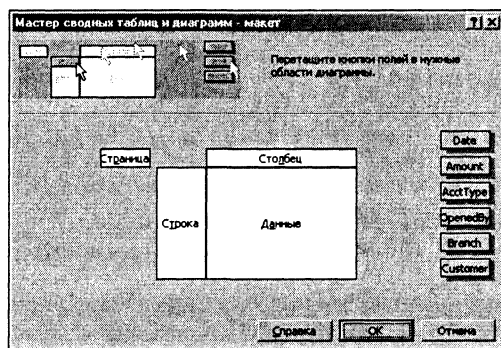 Мастер сводных таблиц и диаграмм - макет
Перетащите кнопки полей в нужные
области диаграммы.
Страница
Столбец
Строка
Данные
Date
Amount
AcctType
OpenedBy
Branch
Customer
Справка
OK
Отмена